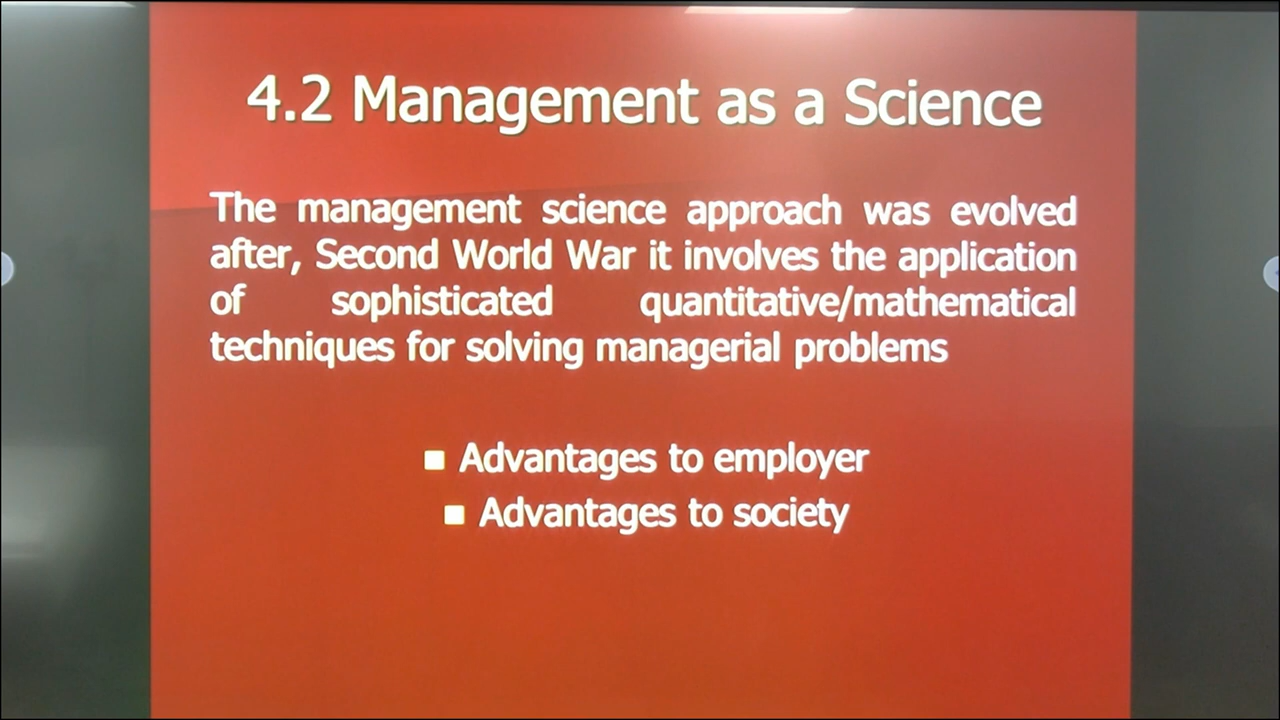 4.2 Management as a Science
The management science approach was evolved
after, Second World War it involves the application
of sophisticated quantitative/mathematical
techniques for solving managerial problems
Advantages to employer
Advantages to society